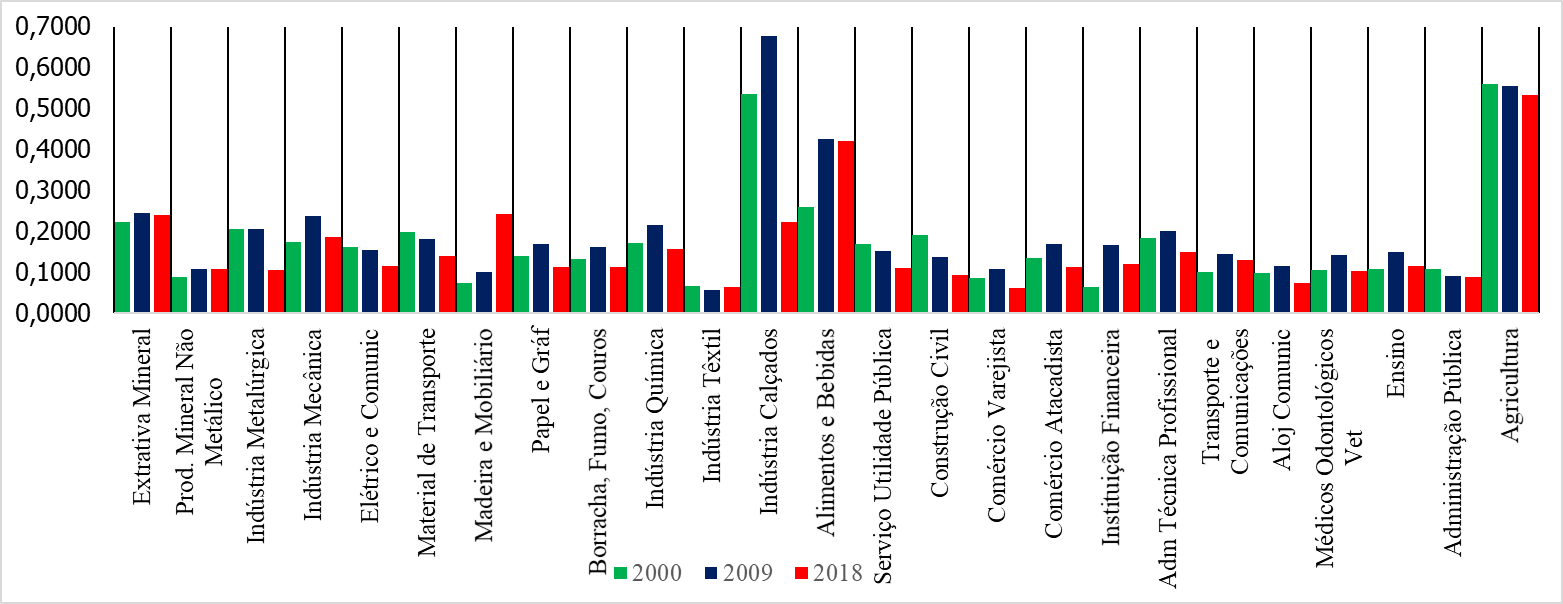 0,7000
0,6000
0,5000
0,4000
0,3000
0,2000
0,1000
0,0000
Extrativa Mineral
Prod. Mineral Não
Metálico
Indústria Metalúrgica
Indústria Mecânica
Elétrico e Comunic
Material de Transporte
Madeira e Mobiliário
Papel e Gráf
Borracha, Fumo, Couros
Indústria Química
Indústria Têxtil
Indústria Calçados
Alimentos e Bebidas
Serviço Utilidade Pública
Construção Civil
Comércio Varejista
Comércio Atacadista
Instituição Financeira
Adm Técnica Profissional
Transporte e
Comunicações
Aloj Comunic
Médicos Odontológicos
Vet
Ensino
Administração Pública
Agricultura
2000 2009 2018